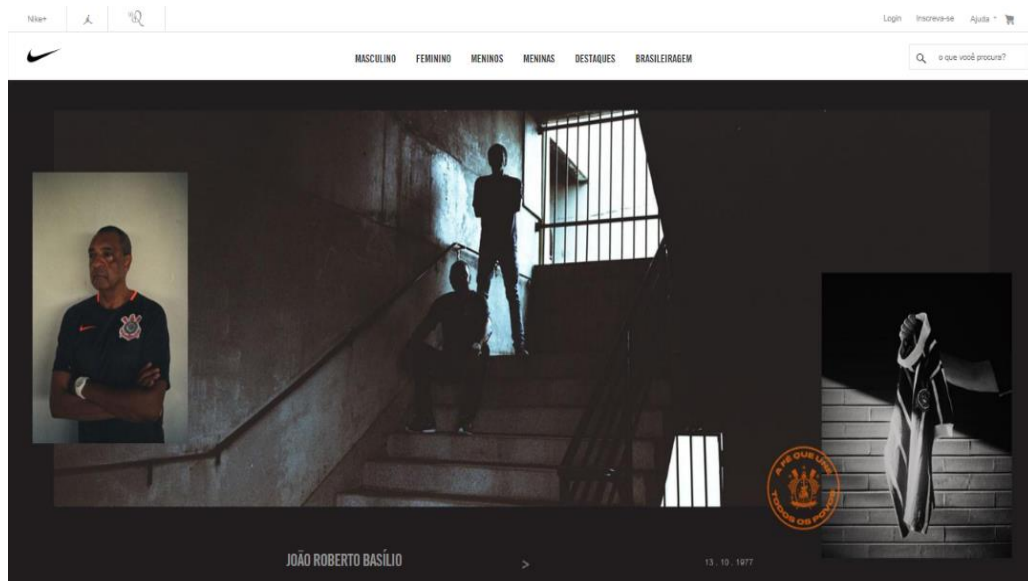 Nike+
Login Inscreva-se Ajuda
MASCULINO FEMININO MENINOS MENINAS DESTAQUES BRASILEIRAGEM
o que você procura?
A FÉ QUE UNE
TODOS OS POVOS
JOÃO ROBERTO BASÍLIO > 13 . 10 . 1977